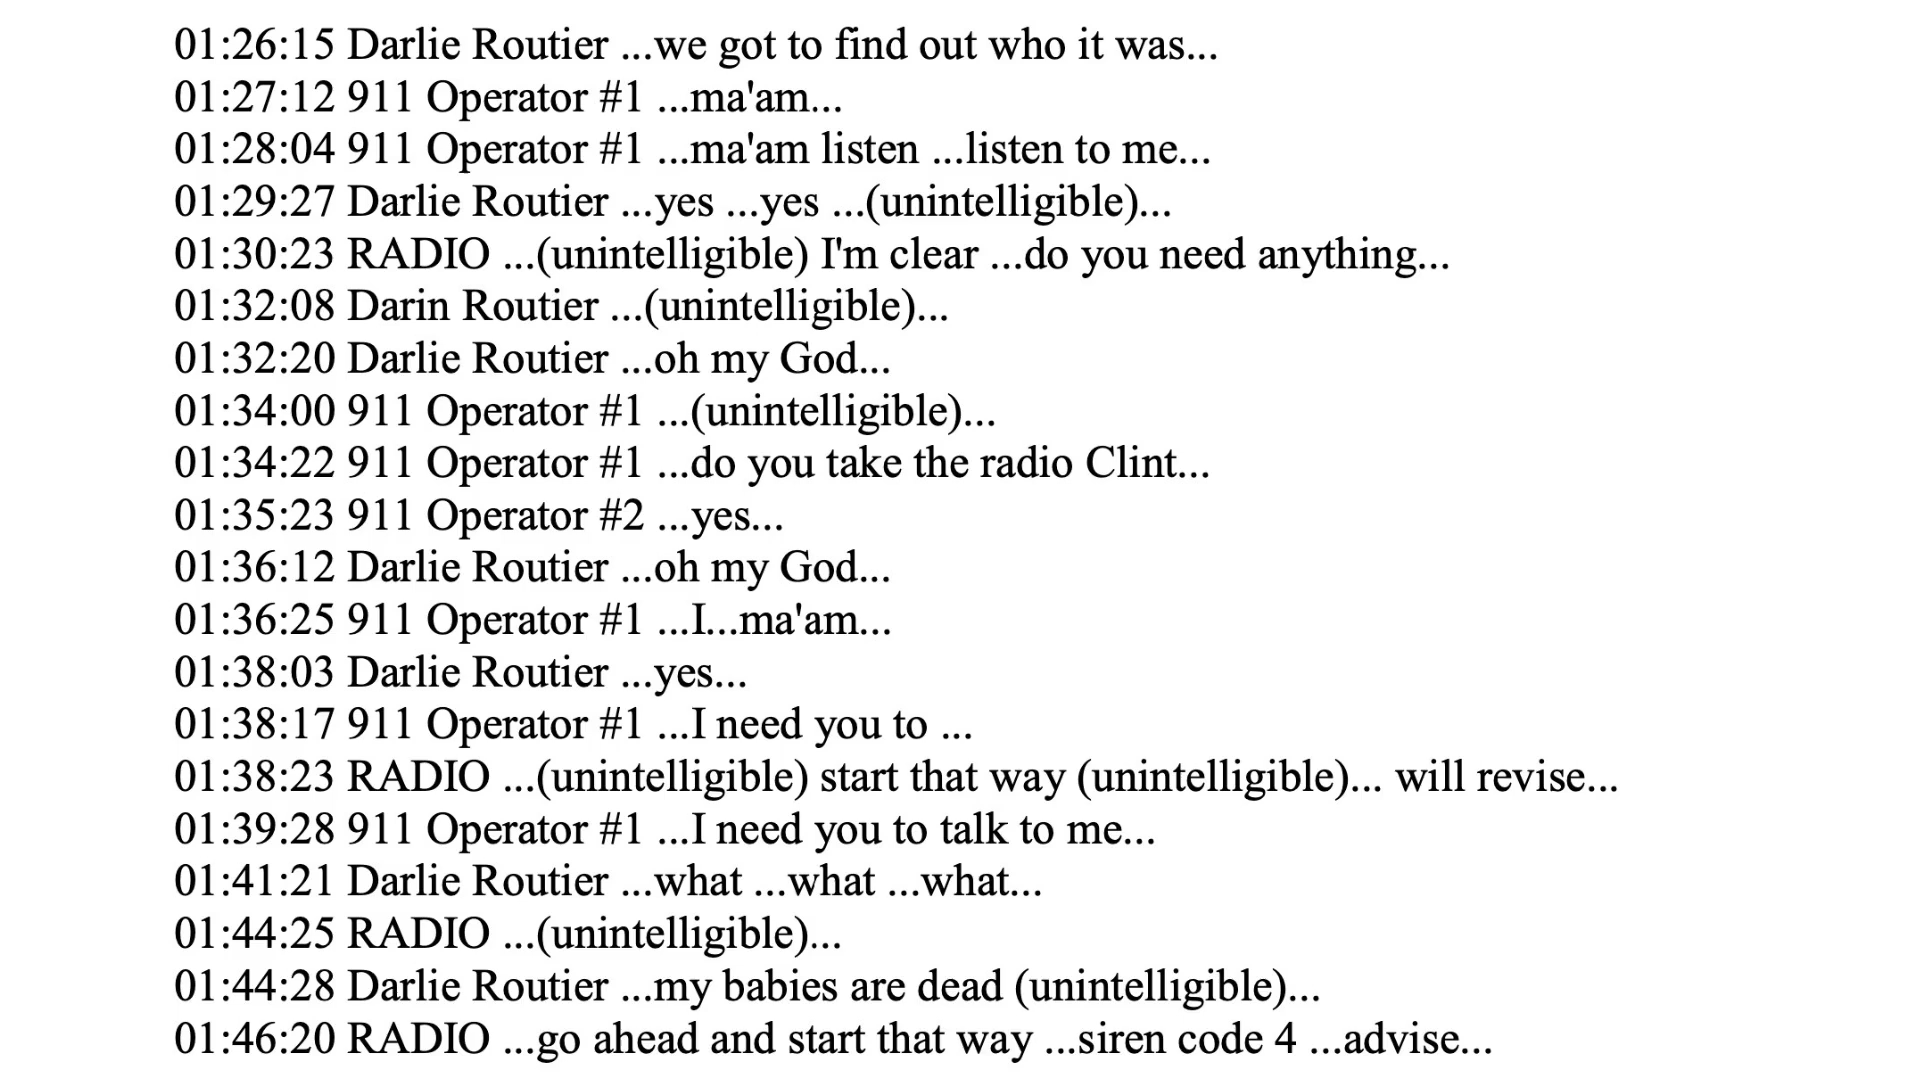 01:26:15 Darlie Routier ...we got to find out who it was...
01:27:12 911 Operator #1 ...ma'am...
01:28:04 911 Operator #1 ...ma'am listen ...listen to me...
01:29:27 Darlie Routier ...yes ...yes ...(unintelligible)...
01:30:23 RADIO ...(unintelligible) I'm clear ...do you need anything...
01:32:08 Darin Routier ...(unintelligible)...
01:32:20 Darlie Routier ...oh my God...
01:34:00 911 Operator #1 ...(unintelligible)...
01:34:22 911 Operator #1 ...do you take the radio Clint...
01:35:23 911 Operator #2 ...yes...
01:36:12 Darlie Routier ...oh my God...
01:36:25 911 Operator #1 ...I...ma'am...
01:38:03 Darlie Routier ...yes...
01:38:17 911 Operator #1 ...I need you to ...
01:38:23 RADIO ...(unintelligible) start that way (unintelligible)... will revise...
01:39:28 911 Operator #1 ...I need you to talk to me...
01:41:21 Darlie Routier ...what ...what ...what...
01:44:25 RADIO ...(unintelligible)...
01:44:28 Darlie Routier ...my babies are dead (unintelligible)...
01:46:20 RADIO ...go ahead and start that way ...siren code 4 ...advise...